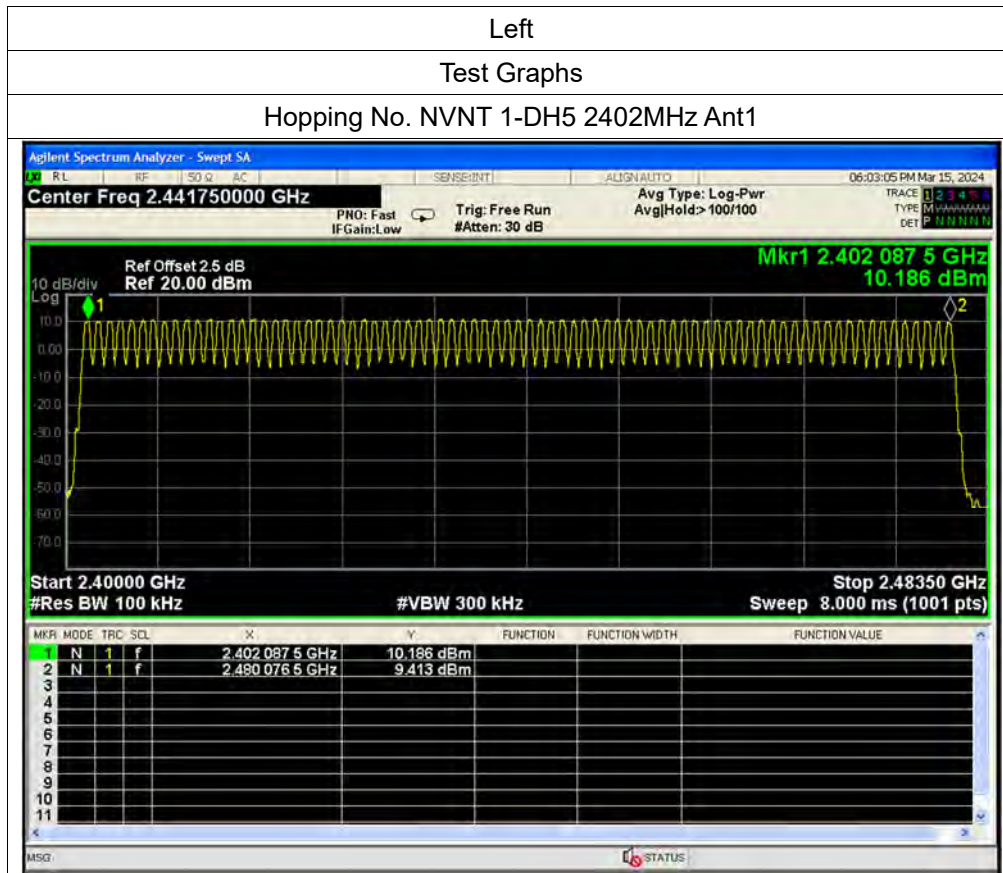 Left
Test Graphs
Hopping No. NVNT 1-DH5 2402MHz Ant1
Agilent Spectrum Analyzer - Swept SA
LXI RL RF 50 Ω AC SENSE:INT ALIGNAUTO 06:03:05 PM Mar 15, 2024
Center Freq 2.441750000 GHz Avg Type: Log-Pwr TRACE 1 2 3 4 5 6
PNO: Fast Trig: Free Run Avg|Hold:> 100/100 TYPE M
IFGain:Low #Atten: 30 dB DET P N N N N N
Mkr1 2.402 087 5 GHz
10.186 dBm
Ref Offset 2.5 dB
10 dB/div Ref 20.00 dBm
Log
1 2
10.0
0.00
-10.0
-20.0
-30.0
-40.0
-50.0
-60.0
-70.0
Start 2.40000 GHz Stop 2.48350 GHz
#Res BW 100 kHz #VBW 300 kHz Sweep 8.000 ms (1001 pts)
MKR MODE TRC SCL X Y FUNCTION FUNCTION WIDTH FUNCTION VALUE
1 N 1 f 2.402 087 5 GHz 10.186 dBm
2 N 1 f 2.480 076 5 GHz 9.413 dBm
3
4
5
6
7
8
9
10
11
MSG STATUS